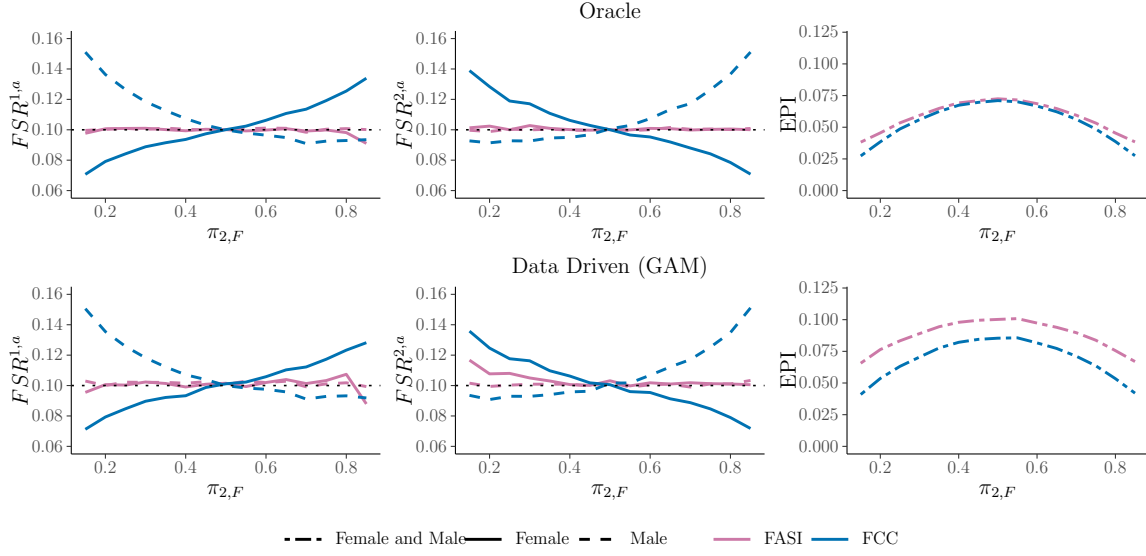 Oracle
FSR^{1,a}
0.16
0.14
0.12
0.10
0.08
0.06
0.2 0.4 0.6 0.8
π_{2,F}
FSR^{2,a}
0.16
0.14
0.12
0.10
0.08
0.06
0.2 0.4 0.6 0.8
π_{2,F}
EPI
0.125
0.100
0.075
0.050
0.025
0.000
0.2 0.4 0.6 0.8
π_{2,F}
Data Driven (GAM)
FSR^{1,a}
0.16
0.14
0.12
0.10
0.08
0.06
0.2 0.4 0.6 0.8
π_{2,F}
FSR^{2,a}
0.16
0.14
0.12
0.10
0.08
0.06
0.2 0.4 0.6 0.8
π_{2,F}
EPI
0.125
0.100
0.075
0.050
0.025
0.000
0.2 0.4 0.6 0.8
π_{2,F}
Female and Male Female Male FASI FCC